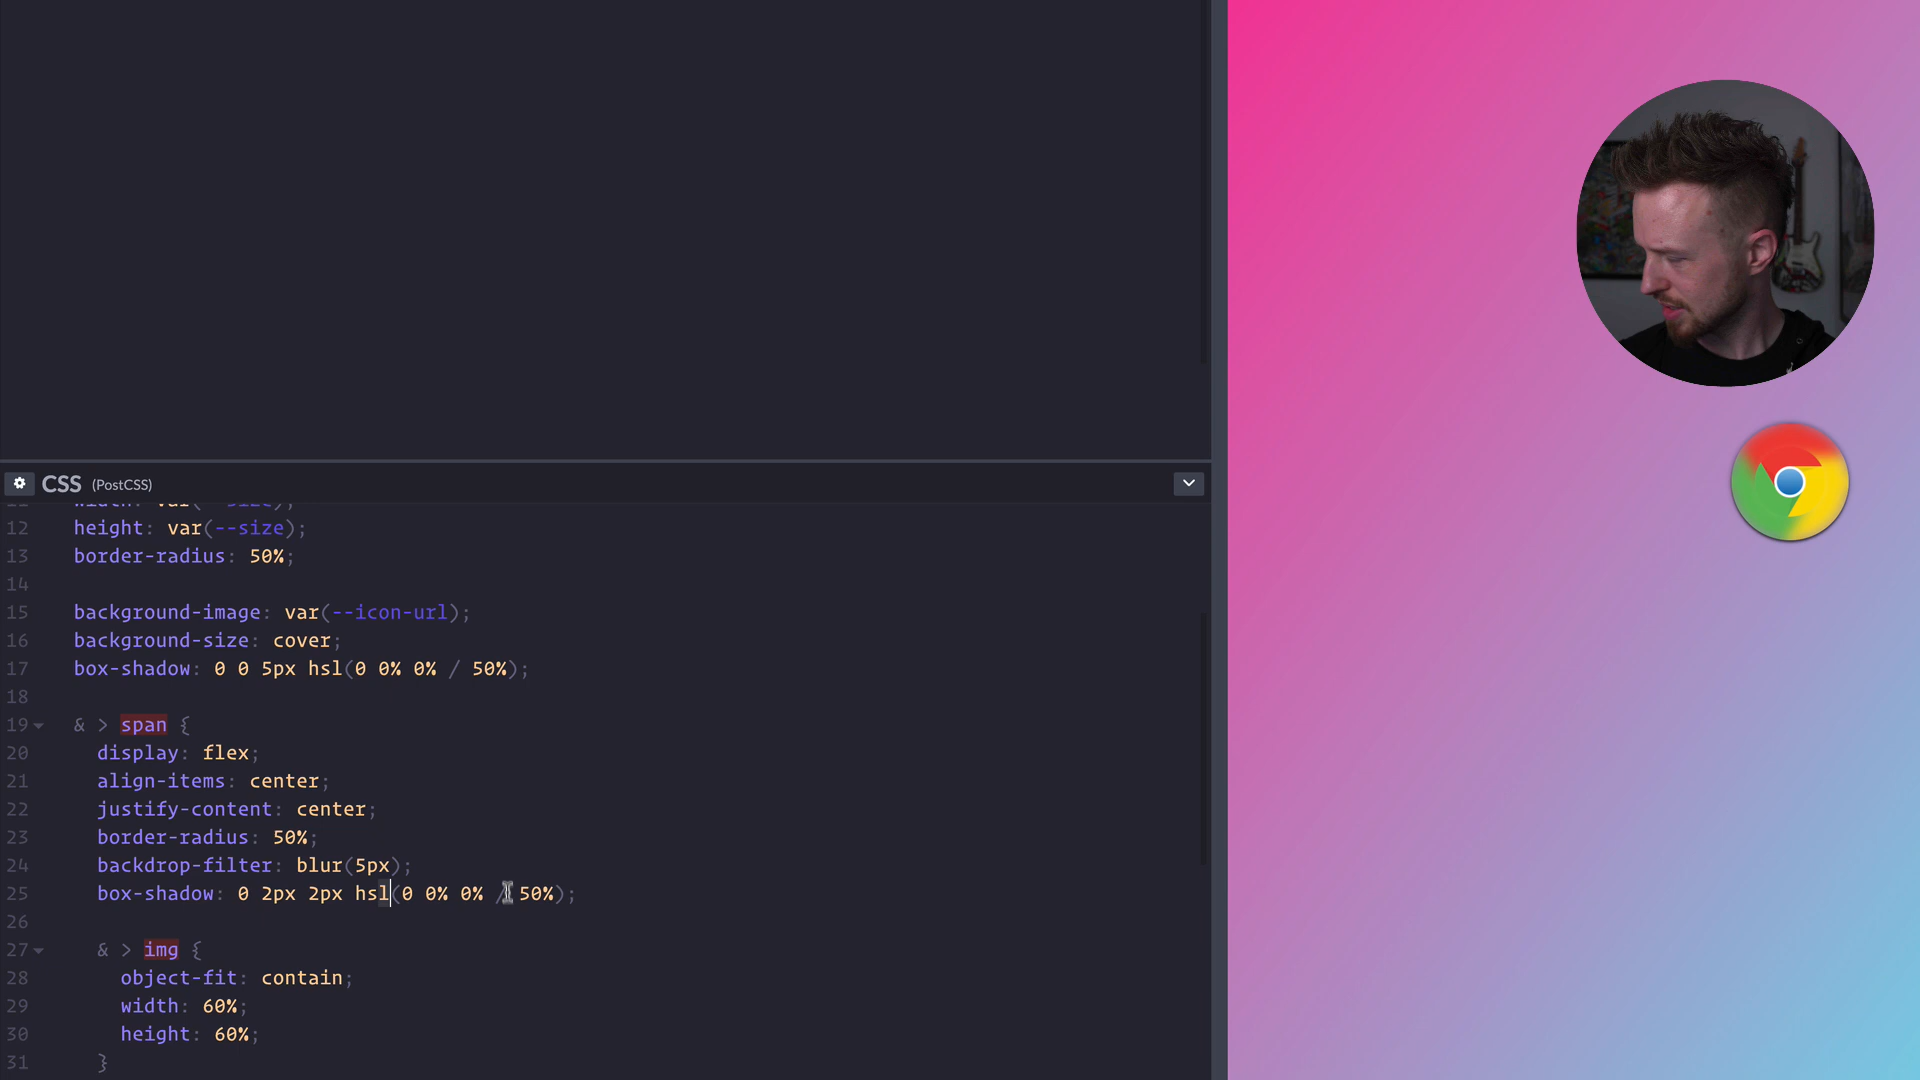 CSS (PostCSS)
width: var(--size);
12 height: var(--size);
13 border-radius: 50%;
14
15 background-image: var(--icon-url);
16 background-size: cover;
17 box-shadow: 0 0 5px hsl(0 0% 0% / 50%);
18
19 & > span {
20 display: flex;
21 align-items: center;
22 justify-content: center;
23 border-radius: 50%;
24 backdrop-filter: blur(5px);
25 box-shadow: 0 2px 2px hsl(0 0% 0% / 50%);
26
27 & > img {
28 object-fit: contain;
29 width: 60%;
30 height: 60%;
31 }